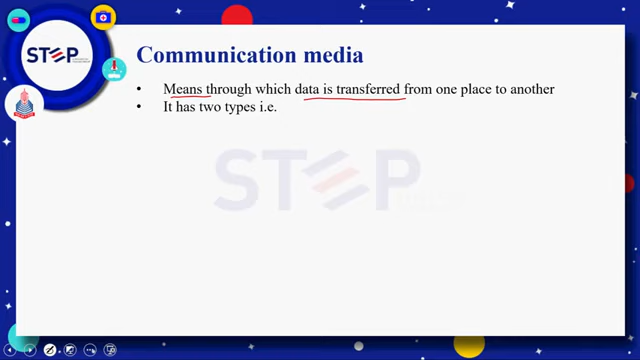 STEP
Communication media
• Means through which data is transferred from one place to another
• It has two types i.e.
STEP